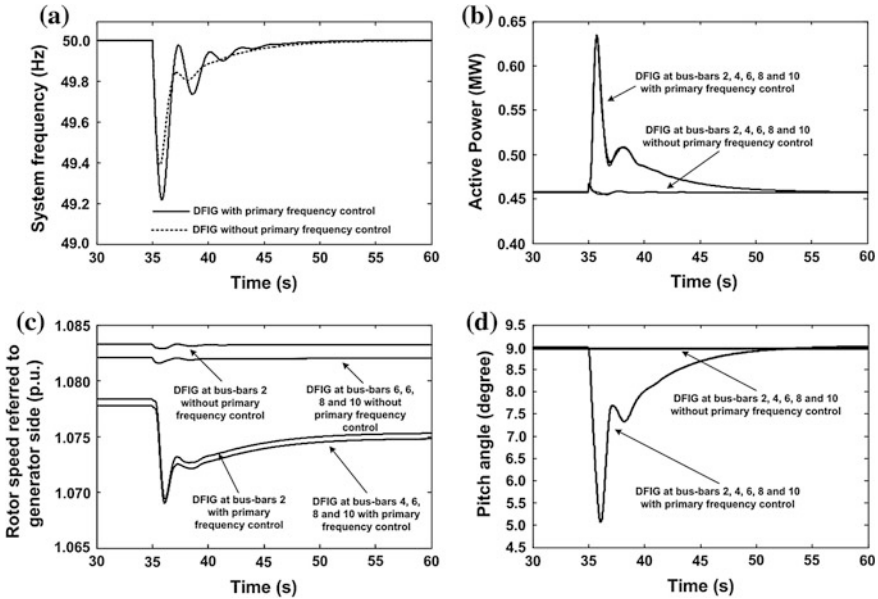 (a)
System frequency (Hz)
50.0
49.8
49.6
49.4
49.2
49.0
DFIG with primary frequency control
DFIG without primary frequency control
30 35 40 45 50 55 60
Time (s)
(b)
Active Power (MW)
0.65
0.60
0.55
0.50
0.45
0.40
DFIG at bus-bars 2, 4, 6, 8 and 10
with primary frequency control
DFIG at bus-bars 2, 4, 6, 8 and 10
without primary frequency control
30 35 40 45 50 55 60
Time (s)
(c)
Rotor speed referred to
generator side (p.u.)
1.085
1.080
1.075
1.070
1.065
DFIG at bus-bars 2
without primary
frequency control
DFIG at bus-bars 6, 6,
8 and 10 without
primary frequency
control
DFIG at bus-bars 2
with primary
frequency control
DFIG at bus-bars 4, 6,
8 and 10 with primary
frequency control
30 35 40 45 50 55 60
Time (s)
(d)
Pitch angle (degree)
9.5
9.0
8.5
8.0
7.5
7.0
6.5
6.0
5.5
5.0
4.5
DFIG at bus-bars 2, 4, 6, 8 and 10
without primary frequency control
DFIG at bus-bars 2, 4, 6, 8 and 10
with primary frequency control
30 35 40 45 50 55 60
Time (s)